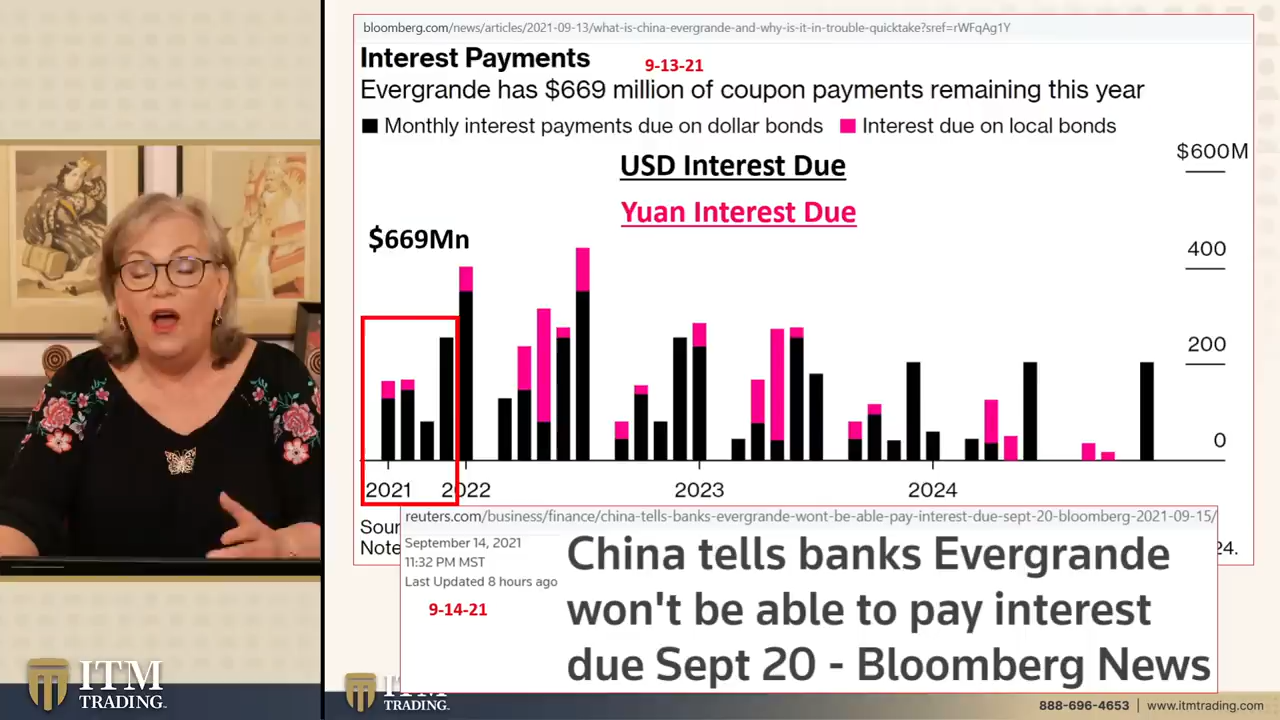 bloomberg.com/news/articles/2021-09-13/what-is-china-evergrande-and-why-is-it-in-trouble-quicktake?sref=rWFqAg1Y
Interest Payments
9-13-21
Evergrande has $669 million of coupon payments remaining this year
Monthly interest payments due on dollar bonds
Interest due on local bonds
$600M
USD Interest Due
Yuan Interest Due
$669Mn
400
200
0
2021
2022
2023
2024
Sour
Note
24.
reuters.com/business/finance/china-tells-banks-evergrande-wont-be-able-pay-interest-due-sept-20-bloomberg-2021-09-15/
September 14, 2021
11:32 PM MST
Last Updated 8 hours ago
9-14-21
China tells banks Evergrande
won't be able to pay interest
due Sept 20 - Bloomberg News
ITM
TRADING
ITM
TRADING
888-696-4653 | www.itmtrading.com